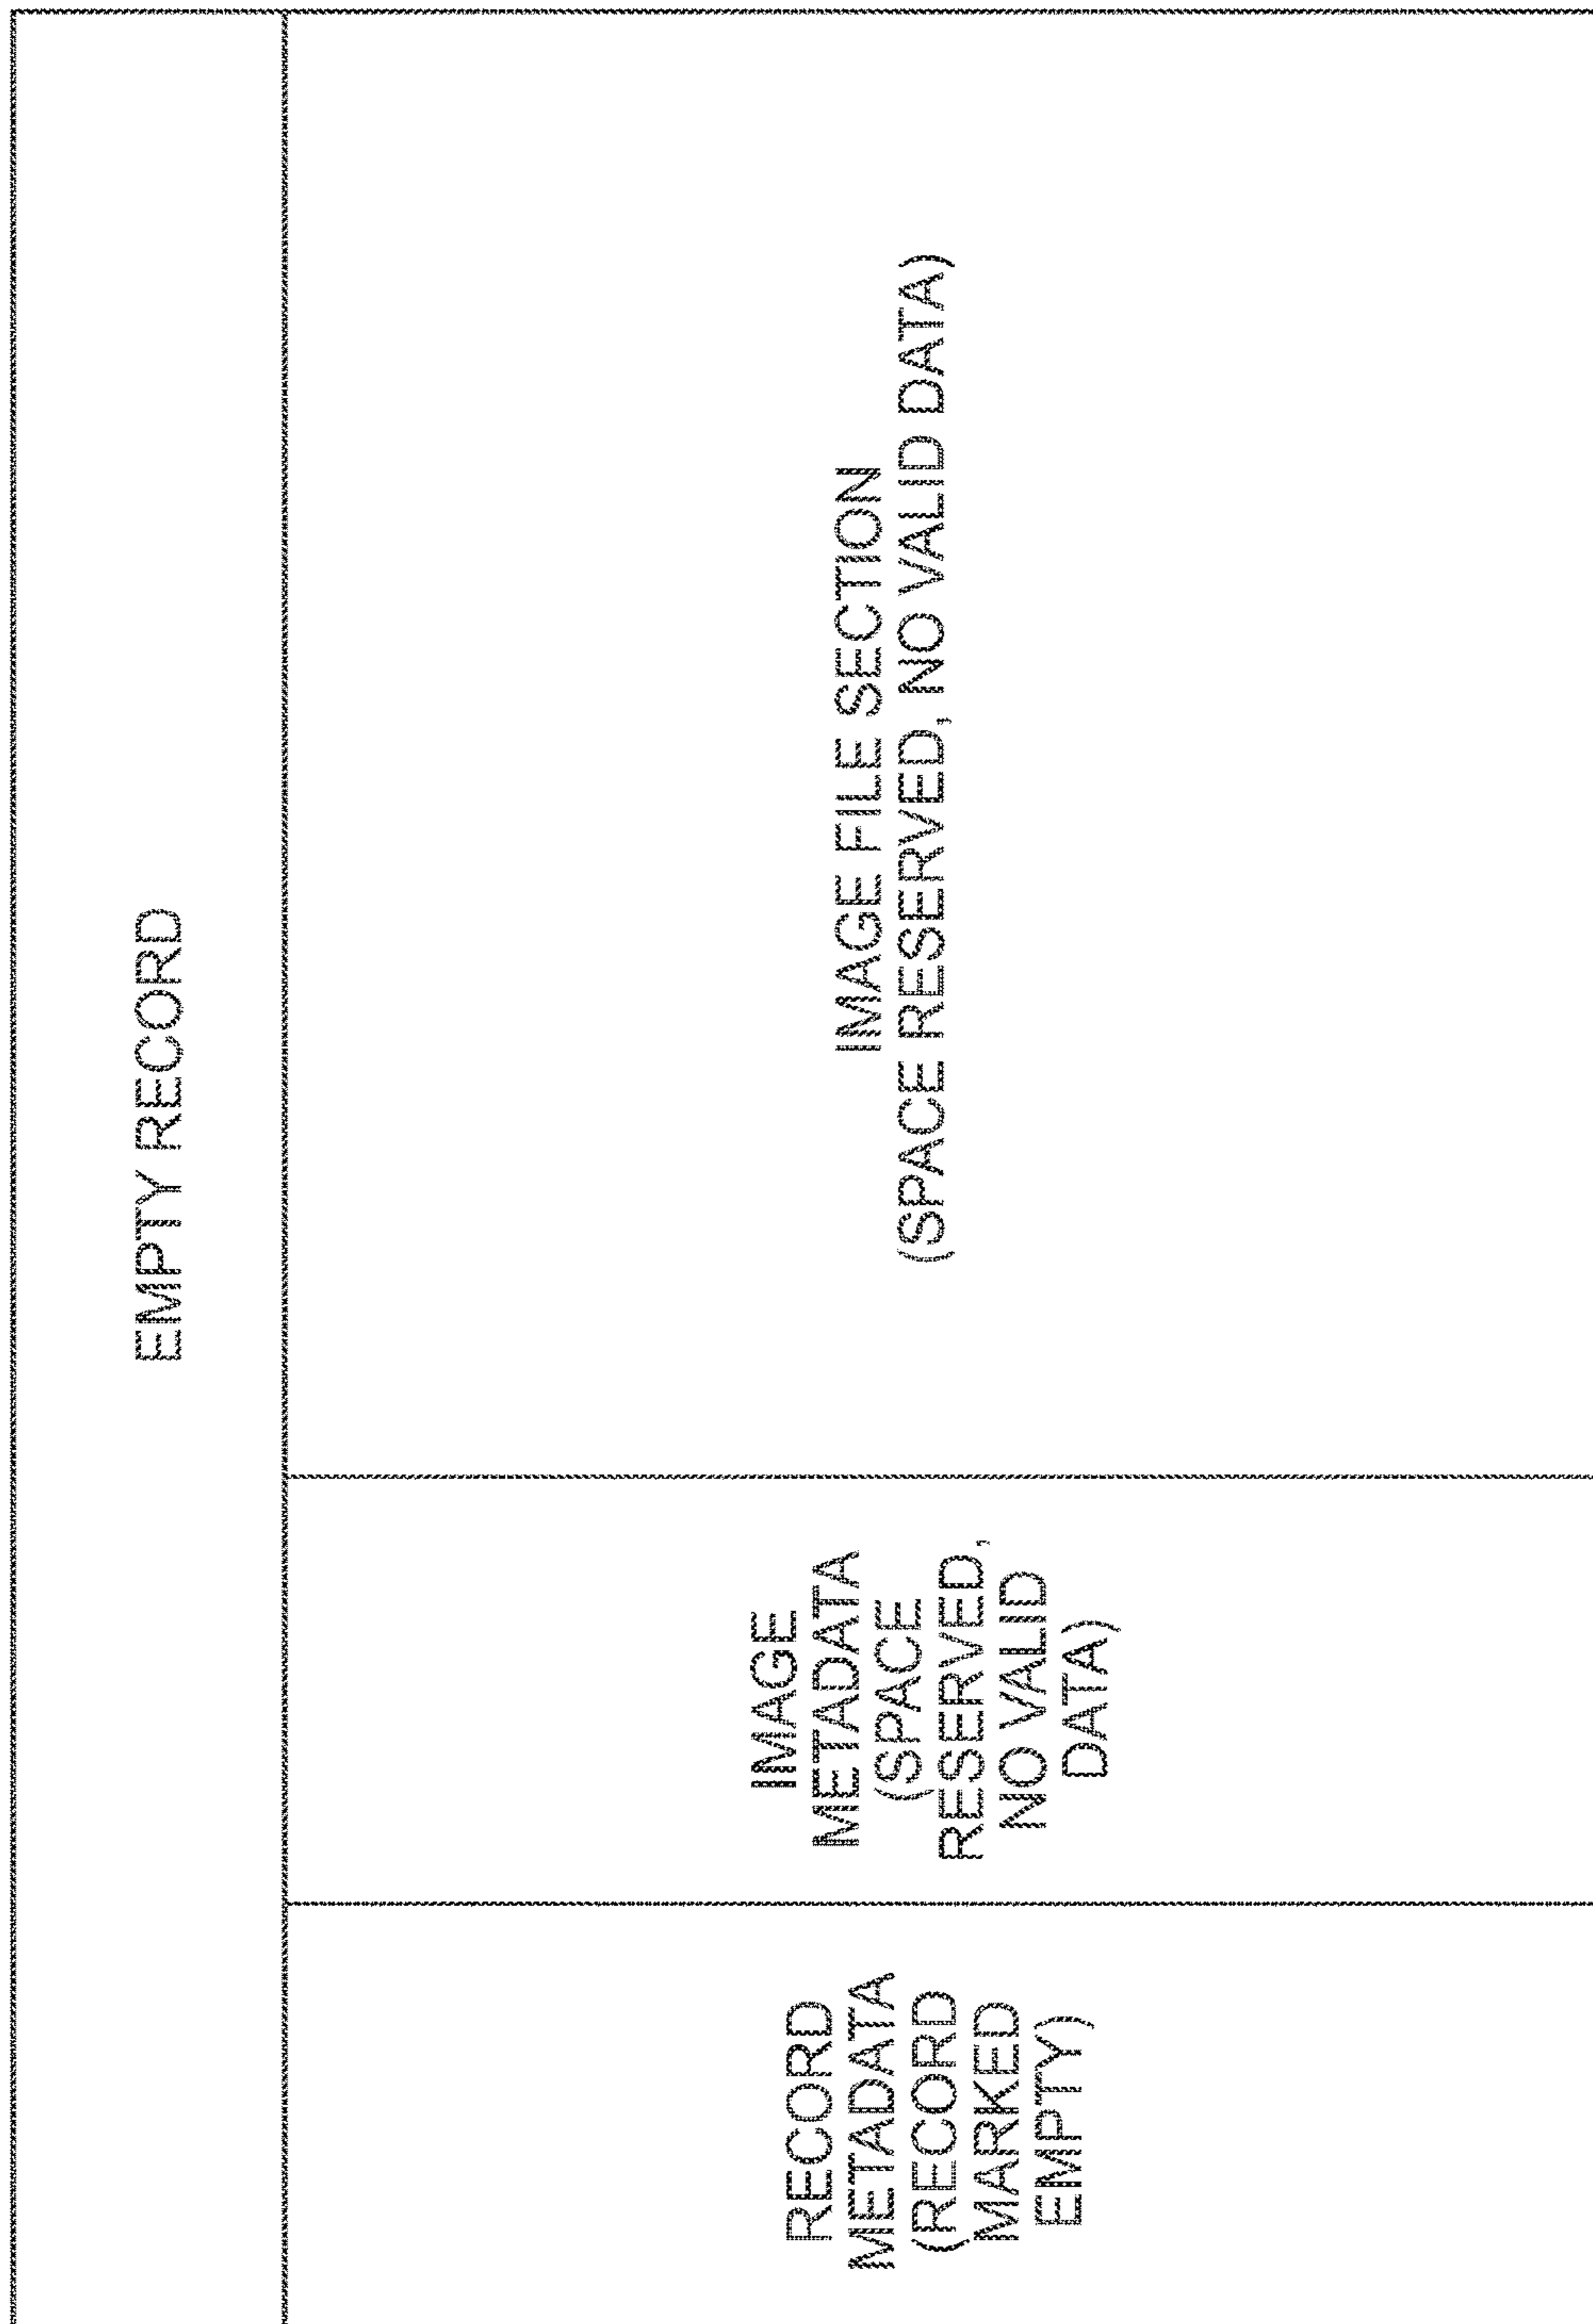 EMPTY RECORD
RECORD
METADATA
(RECORD
MARKED
EMPTY)
IMAGE
METADATA
(SPACE
RESERVED,
NO VALID
DATA)
IMAGE FILE SECTION
(SPACE RESERVED, NO VALID DATA)